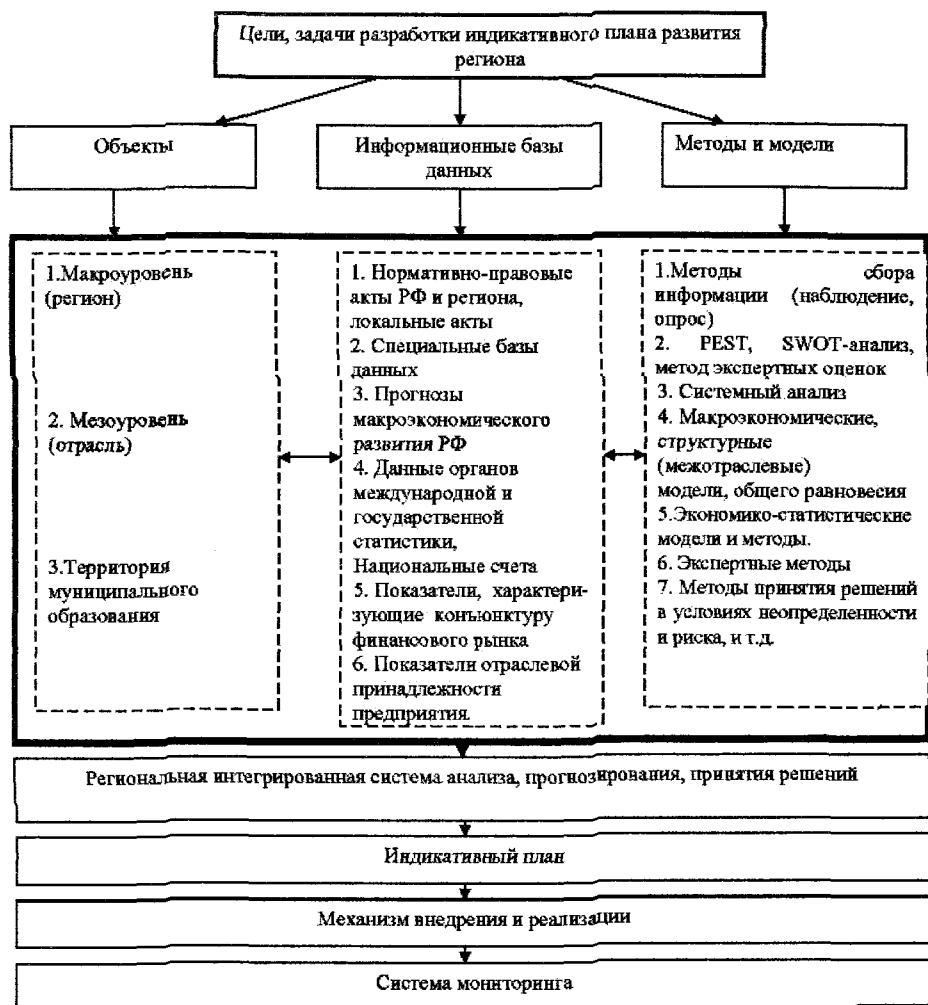 Цели, задачи разработки индикативного плана развития
региона
Объекты
Информационные базы
данных
Методы и модели
1.Макроуровень
(регион)
2. Мезоуровень
(отрасль)
3.Территория
муниципального
образования
1. Нормативно-правовые
акты РФ и региона,
локальные акты
2. Специальные базы
данных
3. Прогнозы
макроэкономического
развития РФ
4. Данные органов
международной и
государственной
статистики,
Национальные счета
5. Показатели, характери-
зующие конъюнктуру
финансового рынка
6. Показатели отраслевой
принадлежности
предприятия.
1.Методы сбора
информации (наблюдение,
опрос)
2. PEST, SWOT-анализ,
метод экспертных оценок
3. Системный анализ
4. Макроэкономические,
структурные
(межотраслевые)
модели, общего равновесия
5.Экономико-статистические
модели и методы.
6. Экспертные методы
7. Методы принятия решений
в условиях неопределенности
и риска, и т.д.
Региональная интегрированная система анализа, прогнозирования, принятия решений
Индикативный план
Механизм внедрения и реализации
Система мониторинга